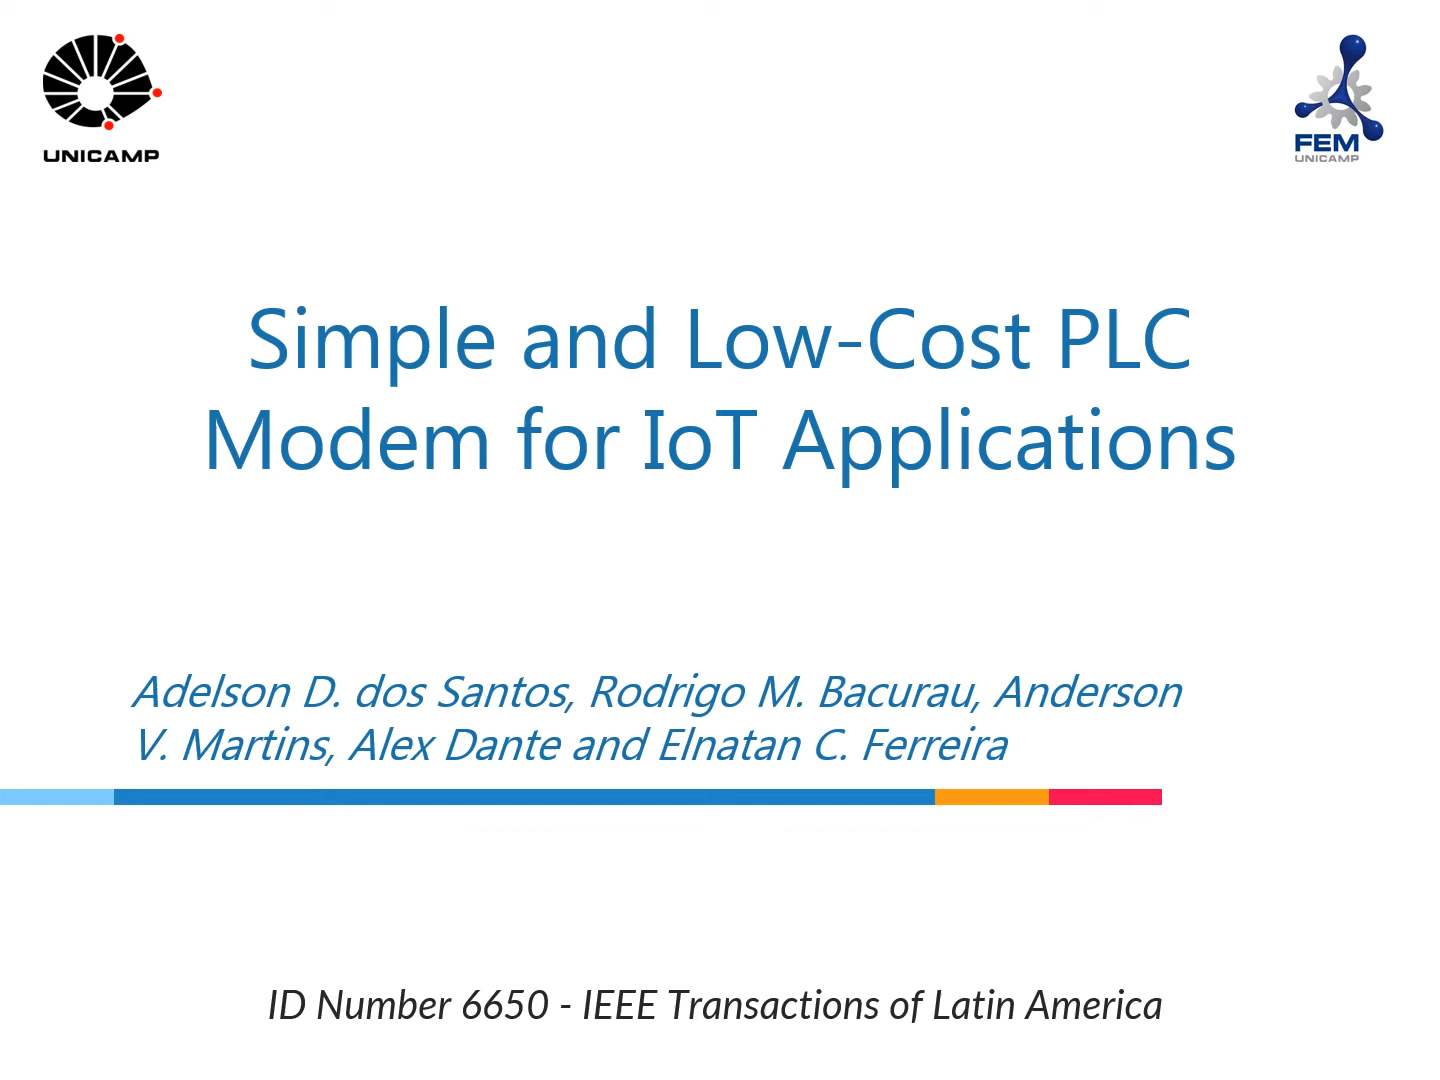 UNICAMP
FEM
UNICAMP
Simple and Low-Cost PLC
Modem for IoT Applications
Adelson D. dos Santos, Rodrigo M. Bacurau, Anderson
V. Martins, Alex Dante and Elnatan C. Ferreira
ID Number 6650 - IEEE Transactions of Latin America